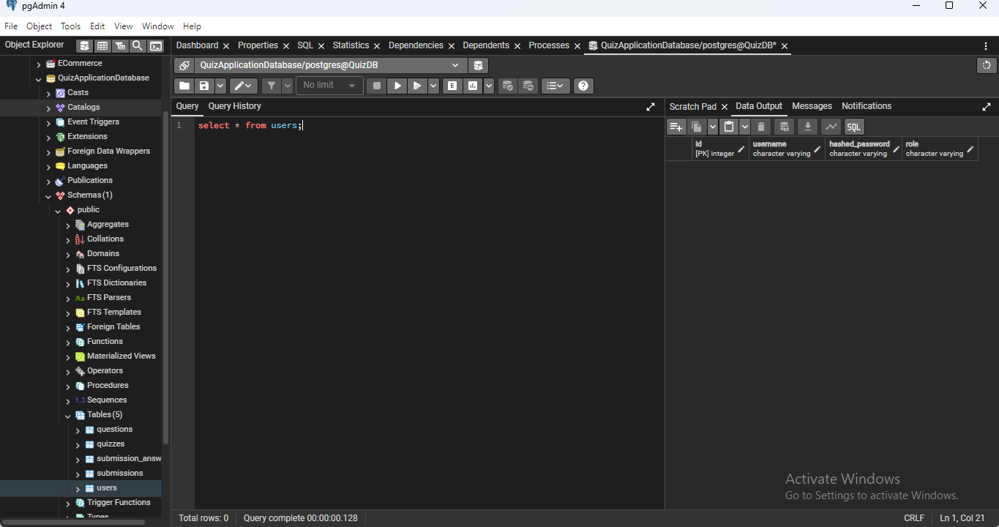 pgAdmin 4
File Object Tools Edit View Window Help
Object Explorer
Dashboard Properties SQL Statistics Dependencies Dependents Processes QuizApplicationDatabase/postgres@QuizDB*
ECommerce
QuizApplicationDatabase
Casts
Catalogs
Event Triggers
Extensions
Foreign Data Wrappers
Languages
Publications
Schemas (1)
public
Aggregates
Collations
Domains
FTS Configurations
FTS Dictionaries
Aa FTS Parsers
FTS Templates
Foreign Tables
Functions
Materialized Views
Operators
Procedures
1..3 Sequences
Tables (5)
questions
quizzes
submission_answ
submissions
users
Trigger Functions
Types
QuizApplicationDatabase/postgres@QuizDB
No limit
E
Query Query History
1 select * from users;
Scratch Pad Data Output Messages Notifications
SQL
id username hashed_password role
[PK] integer character varying character varying character varying
Activate Windows
Go to Settings to activate Windows.
Total rows: 0 Query complete 00:00:00.128 CRLF Ln 1, Col 21